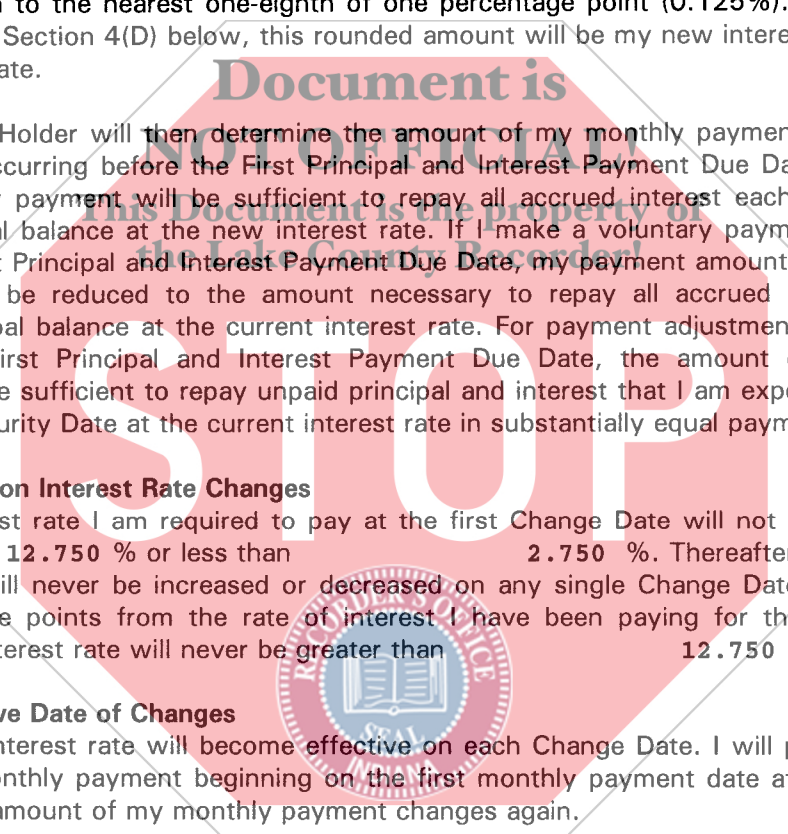 to the nearest one-eighth of one percentage point (0.125%).
Section 4(D) below, this rounded amount will be my new
ate.
Document is
Holder will then determine the amount of my monthly
NOT OFFICIAL!
ccurring before the First Principal and Interest Payment Due
payment will be sufficient to repay all accrued interest each
This Document is the property of
balance at the new interest rate. If I make a voluntary
the Lake County Recorder!
Principal and Interest Payment Due Date, my payment amount
be reduced to the amount necessary to repay all accrued
pal balance at the current interest rate. For payment
irst Principal and Interest Payment Due Date, the amount
e sufficient to repay unpaid principal and interest that I am
urity Date at the current interest rate in substantially equal
STOP
on Interest Rate Changes
st rate I am required to pay at the first Change Date will not
12.750 % or less than 2.750 %. Thereafter
ill never be increased or decreased on any single Change Date
e points from the rate of interest I have been paying for
terest rate will never be greater than 12.750
RECORDER'S OFFICE
SEAL
INDIANA
ve Date of Changes
nterest rate will become effective on each Change Date. I will
onthly payment beginning on the first monthly payment date
amount of my monthly payment changes again.